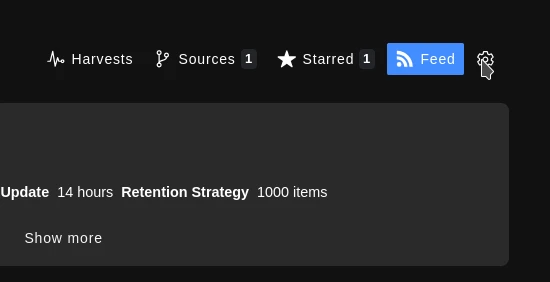 Harvests Sources 1 Starred 1 Feed
Update 14 hours Retention Strategy 1000 items
Show more